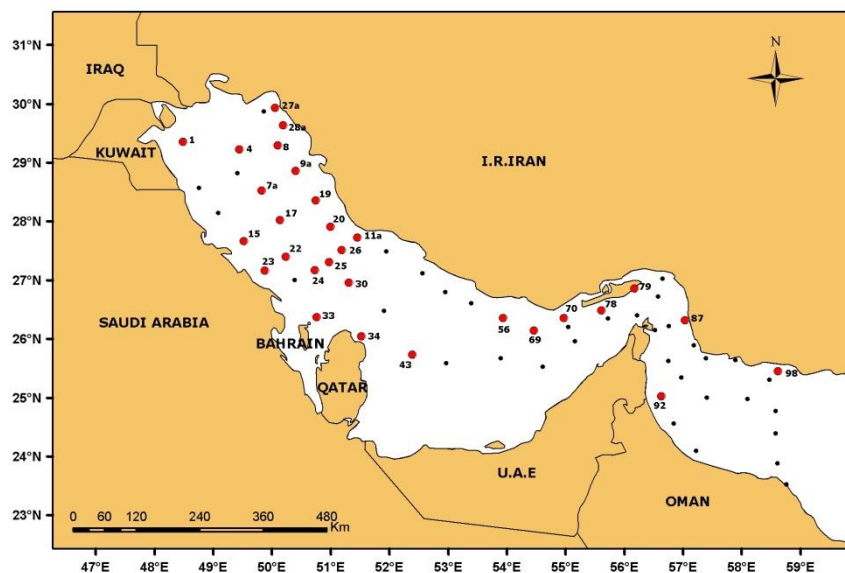 31°N
N
IRAQ
30°N
27a
28a
1
4
8
29°N
KUWAIT
I.R.IRAN
9a
7a
19
28°N
17
20
11a
15
26
22
25
27°N
23
24
30
79
78
70
33
56
87
26°N
SAUDI ARABIA
BAHRAIN
34
69
43
98
QATAR
25°N
92
24°N
U.A.E
OMAN
23°N
0 60 120 240 360 480
Km
47°E 48°E 49°E 50°E 51°E 52°E 53°E 54°E 55°E 56°E 57°E 58°E 59°E